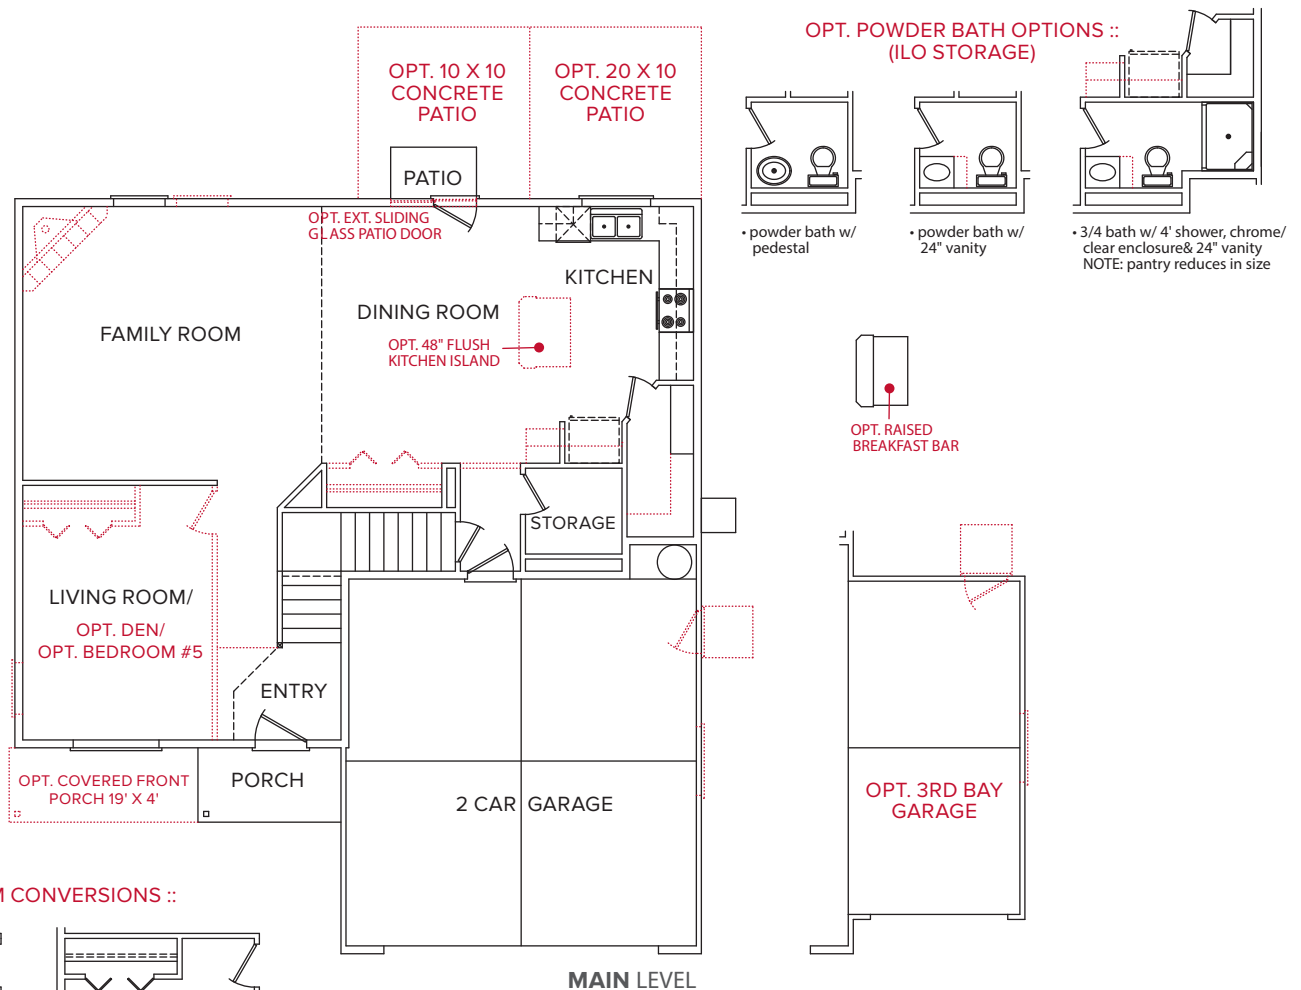 OPT. POWDER BATH OPTIONS ::
(ILO STORAGE)
OPT. 10 X 10
CONCRETE
PATIO
OPT. 20 X 10
CONCRETE
PATIO
PATIO
OPT. EXT. SLIDING
GLASS PATIO DOOR
• powder bath w/
pedestal
• powder bath w/
24" vanity
• 3/4 bath w/ 4' shower, chrome/
clear enclosure& 24" vanity
NOTE: pantry reduces in size
KITCHEN
DINING ROOM
FAMILY ROOM
OPT. 48" FLUSH
KITCHEN ISLAND
OPT. RAISED
BREAKFAST BAR
STORAGE
LIVING ROOM/
OPT. DEN/
OPT. BEDROOM #5
ENTRY
OPT. COVERED FRONT
PORCH 19' X 4'
PORCH
2 CAR GARAGE
OPT. 3RD BAY
GARAGE
CONVERSIONS ::
MAIN LEVEL